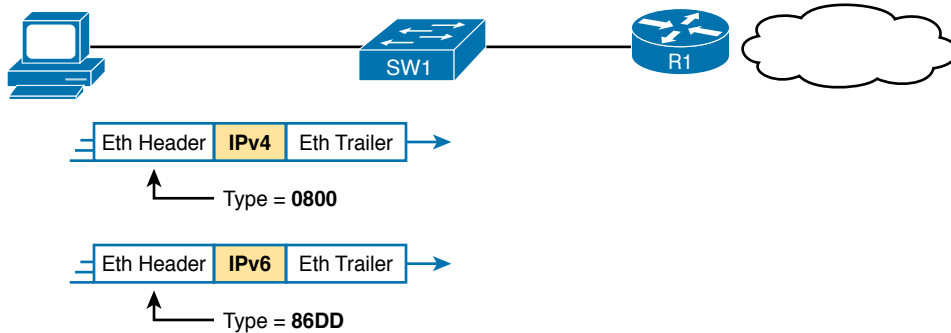 SW1
R1
Eth Header IPv4 Eth Trailer
Type = 0800
Eth Header IPv6 Eth Trailer
Type = 86DD